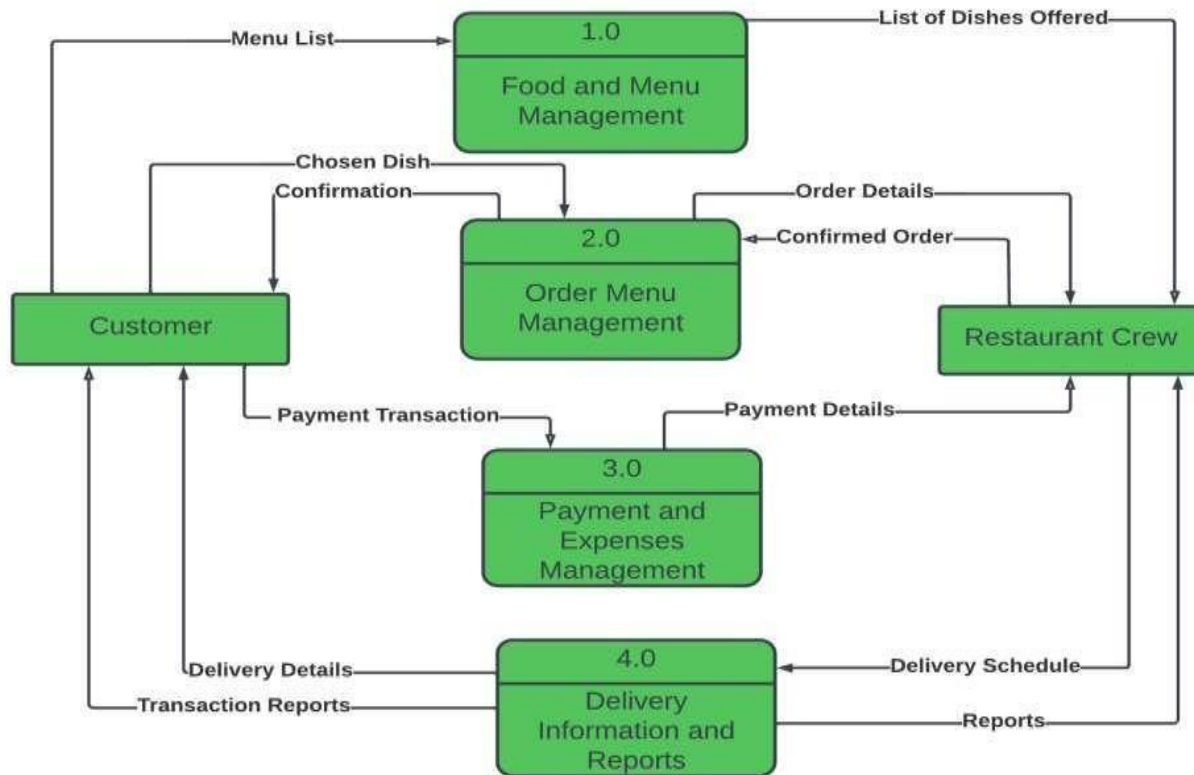 List of Dishes Offered
Menu List
1.0
Food and Menu
Management
Chosen Dish
Confirmation
Order Details
2.0
Confirmed Order
Order Menu
Management
Customer
Restaurant Crew
Payment Transaction
Payment Details
3.0
Payment and
Expenses
Management
4.0
Delivery Details
Delivery Schedule
Transaction Reports
Delivery
Information and
Reports
Reports